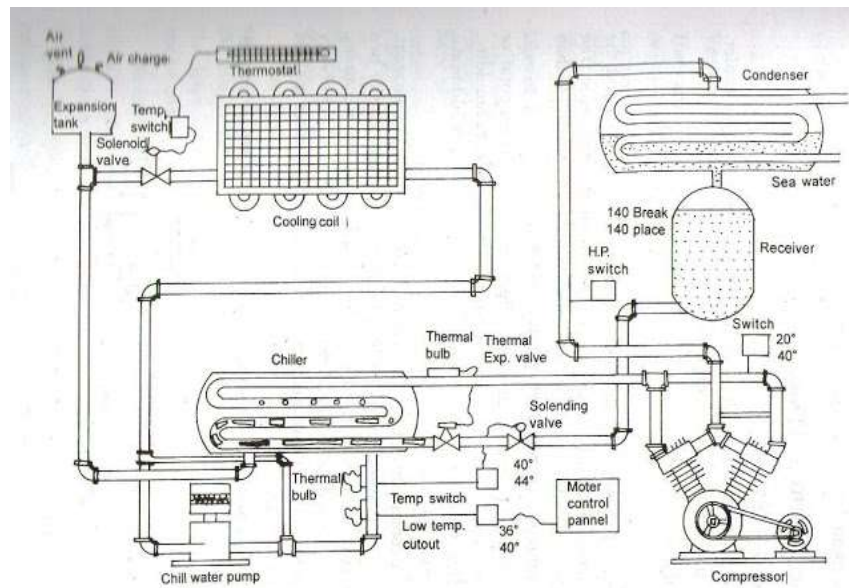 Air
vent
Air charge
Thermostat
Expansion
tank
Temp.
switch
Solenoid
valve
Cooling coil
Condenser
Sea water
140 Break
140 place
Receiver
H.P.
switch
Switch
20°
40°
Chiller
Thermal
bulb
Thermal
Exp. valve
Solending
valve
Thermal
bulb
40°
44°
Temp switch
Low temp.
cutout
36°
40°
Moter
control
pannel
Chill water pump
Compressor